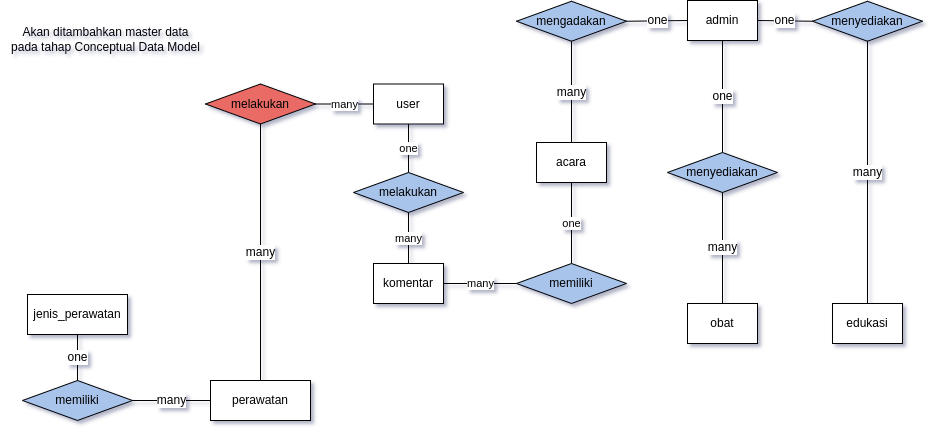 Akan ditambahkan master data
pada tahap Conceptual Data Model
mengadakan
one
admin
one
menyediakan
melakukan
many
user
many
one
one
acara
many
menyediakan
melakukan
many
many
one
many
many
komentar
many
memiliki
jenis_perawatan
obat
edukasi
one
memiliki
many
perawatan